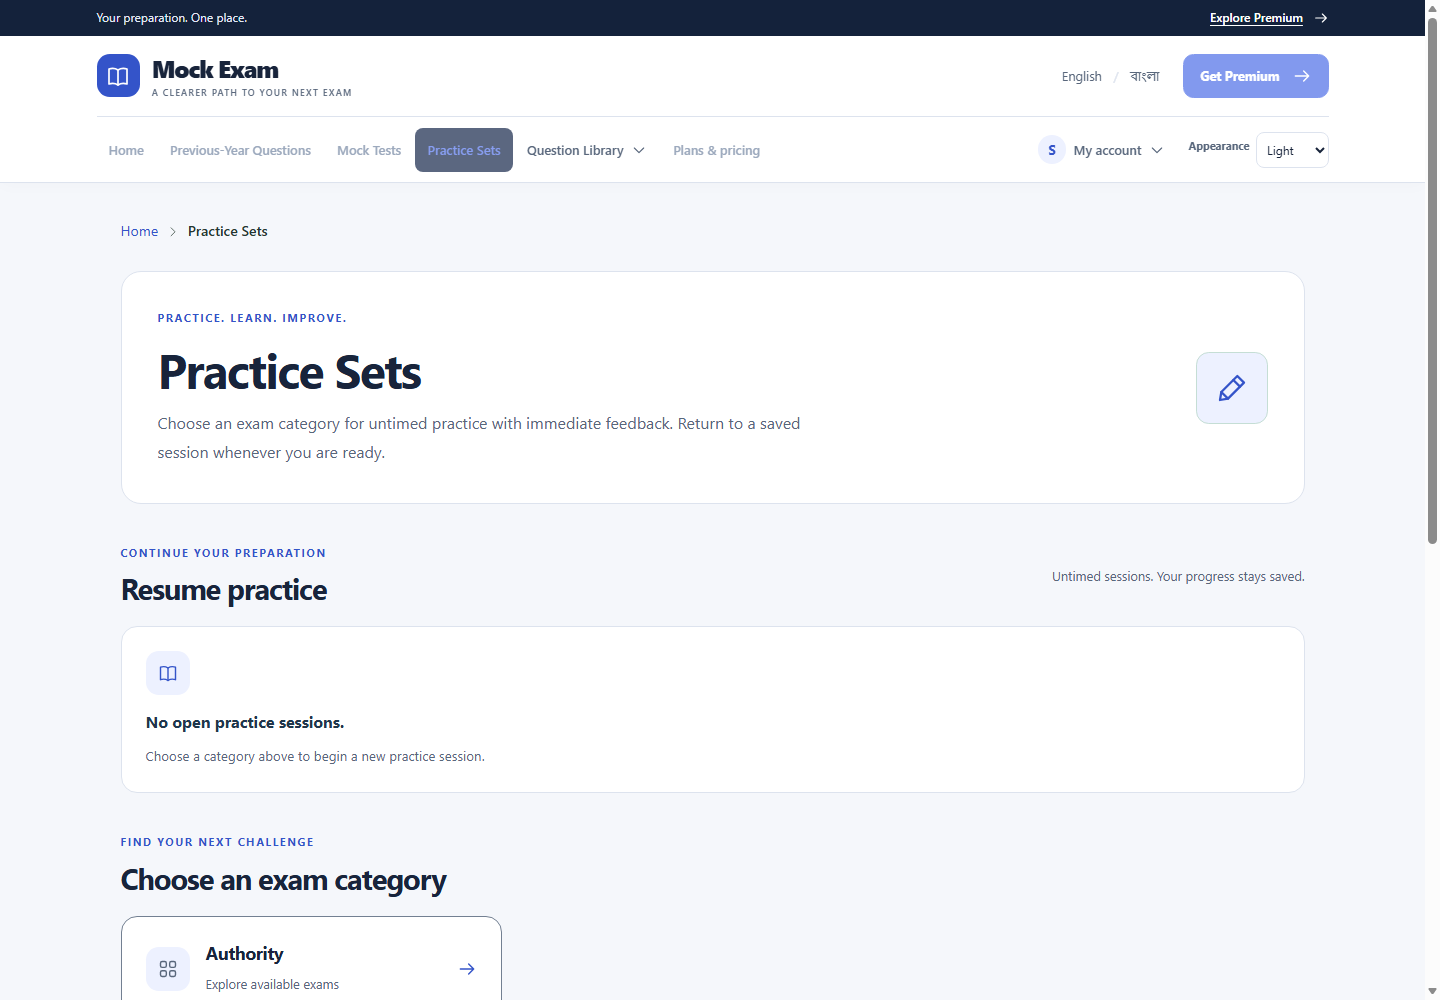 Your preparation. One place.
Explore Premium
Mock Exam
A CLEARER PATH TO YOUR NEXT EXAM
English / বাংলা
Get Premium
Home
Previous-Year Questions
Mock Tests
Practice Sets
Question Library
Plans & pricing
S
My account
Appearance
Light
Home
Practice Sets
PRACTICE. LEARN. IMPROVE.
Practice Sets
Choose an exam category for untimed practice with immediate feedback. Return to a saved
session whenever you are ready.
CONTINUE YOUR PREPARATION
Resume practice
Untimed sessions. Your progress stays saved.
No open practice sessions.
Choose a category above to begin a new practice session.
FIND YOUR NEXT CHALLENGE
Choose an exam category
Authority
Explore available exams